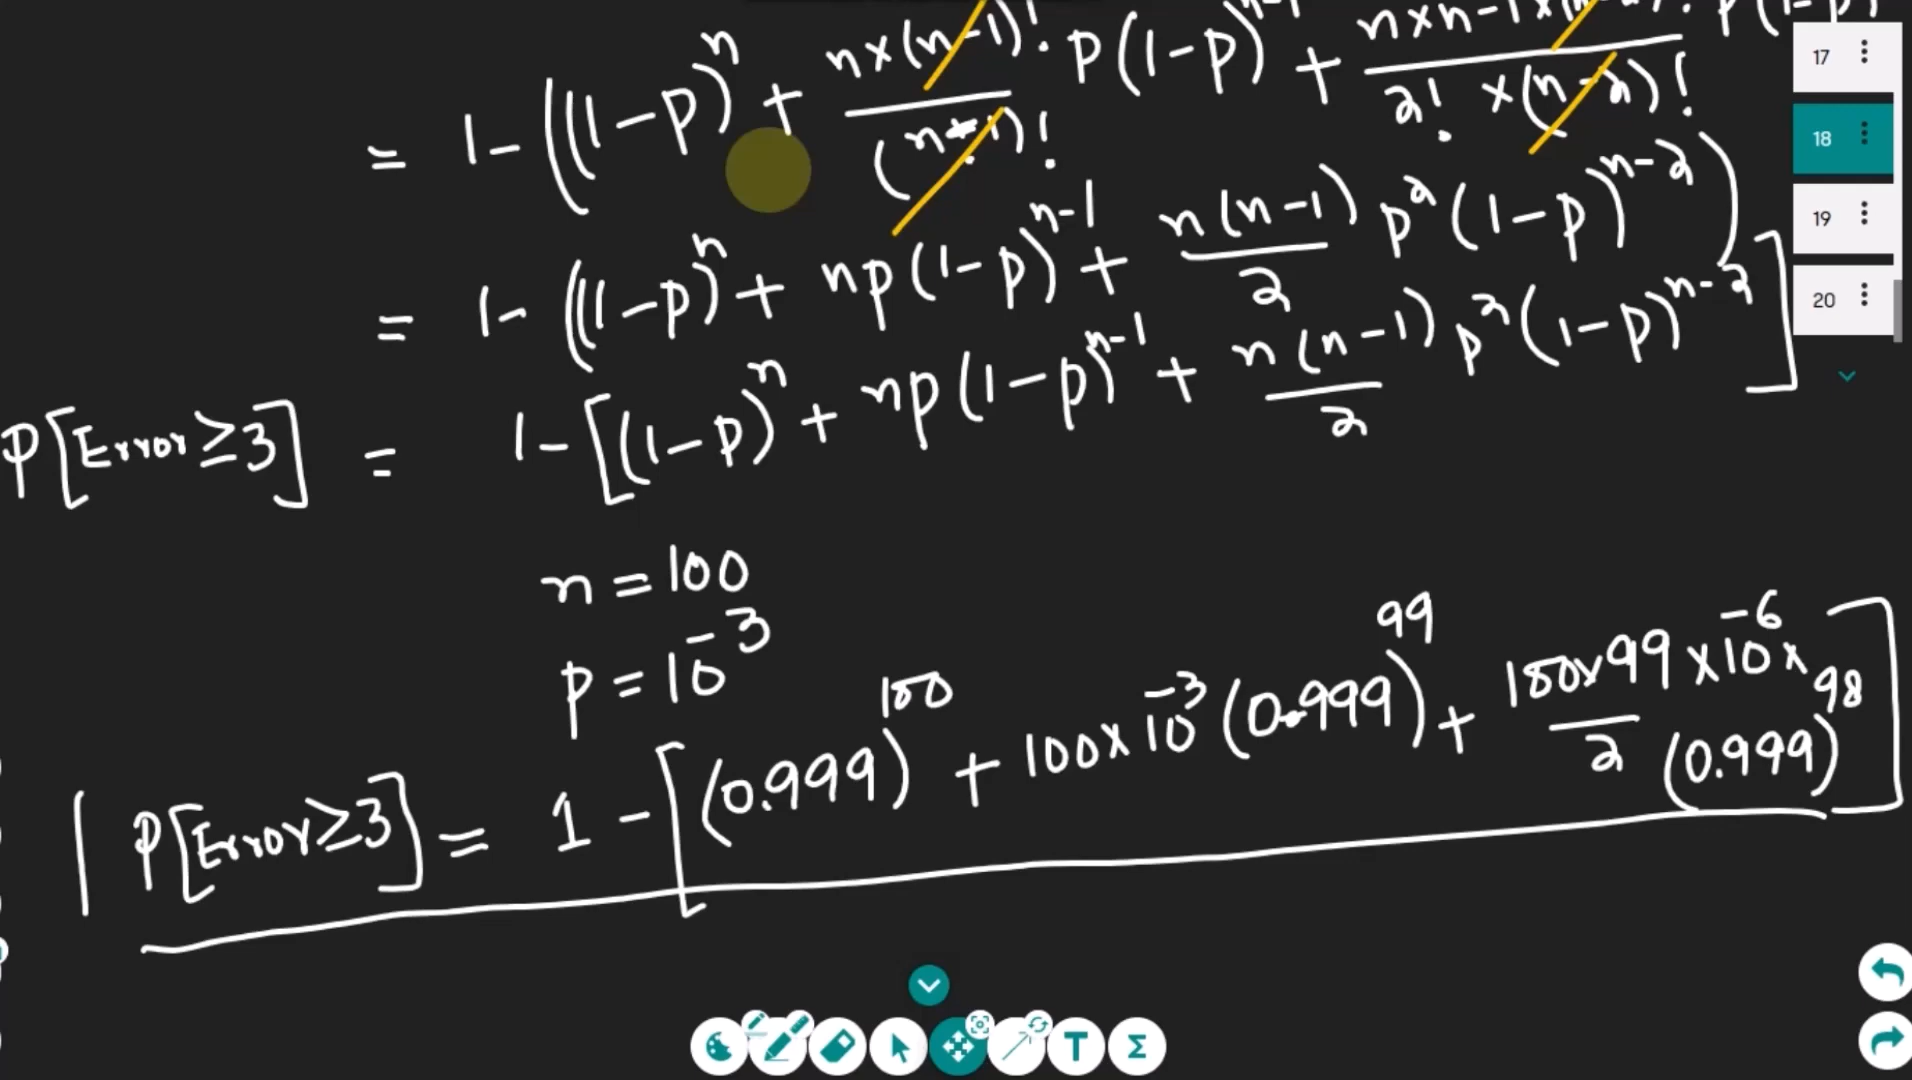 = 1-((1-p)^n + n×(n-1)!/(n-1)! p(1-p)^n-1 + n×n-1×(n-2)!/2!×(n-2)! p
= 1-((1-p)^n + np(1-p)^n-1 + n(n-1)/2 p^2(1-p)^n-2)
P[Error≥3] = 1-[(1-p)^n + np(1-p)^n-1 + n(n-1)/2 p^2(1-p)^n-2]
n = 100
p = 10^-3
P[Error≥3] = 1 - [(0.999)^100 + 100×10^-3(0.999)^99 + 100×99/2 ×10^-6×(0.999)^98]
17
18
19
20
T
Σ